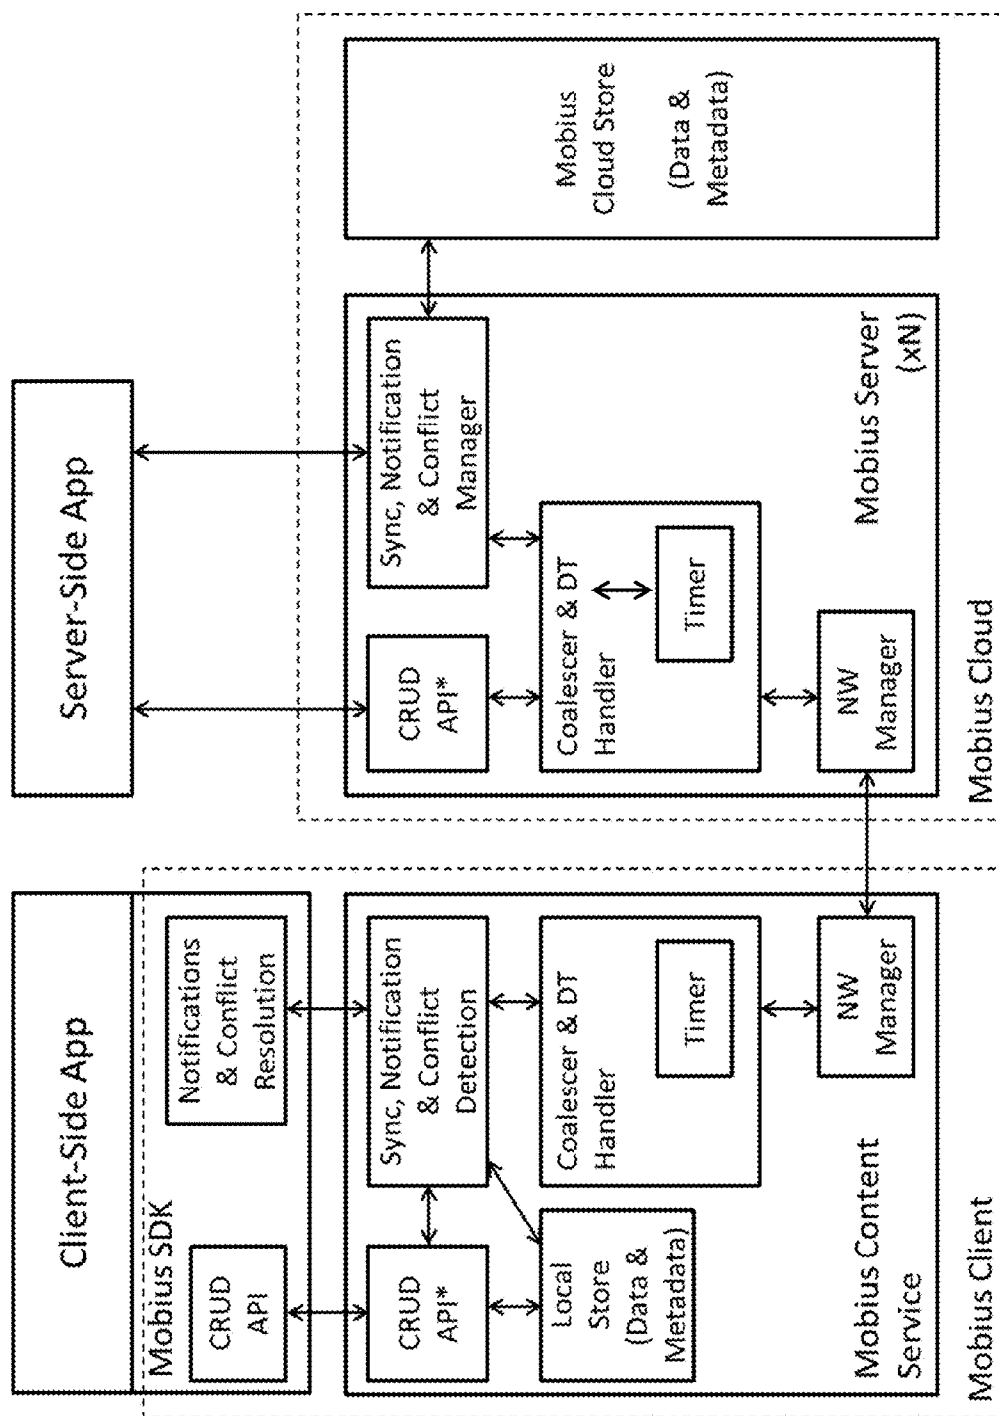 Client-Side App
Mobius SDK
CRUD
API
Notifications
& Conflict
Resolution
CRUD
API*
Sync, Notification
& Conflict
Detection
Local
Store
(Data &
Metadata)
Coalescer & DT
Handler
Timer
Mobius Content
Service
NW
Manager
Mobius Client
Server-Side App
CRUD
API*
Sync, Notification
& Conflict
Manager
Coalescer & DT
Handler
Timer
NW
Manager
Mobius Server
(xN)
Mobius
Cloud Store
(Data &
Metadata)
Mobius Cloud